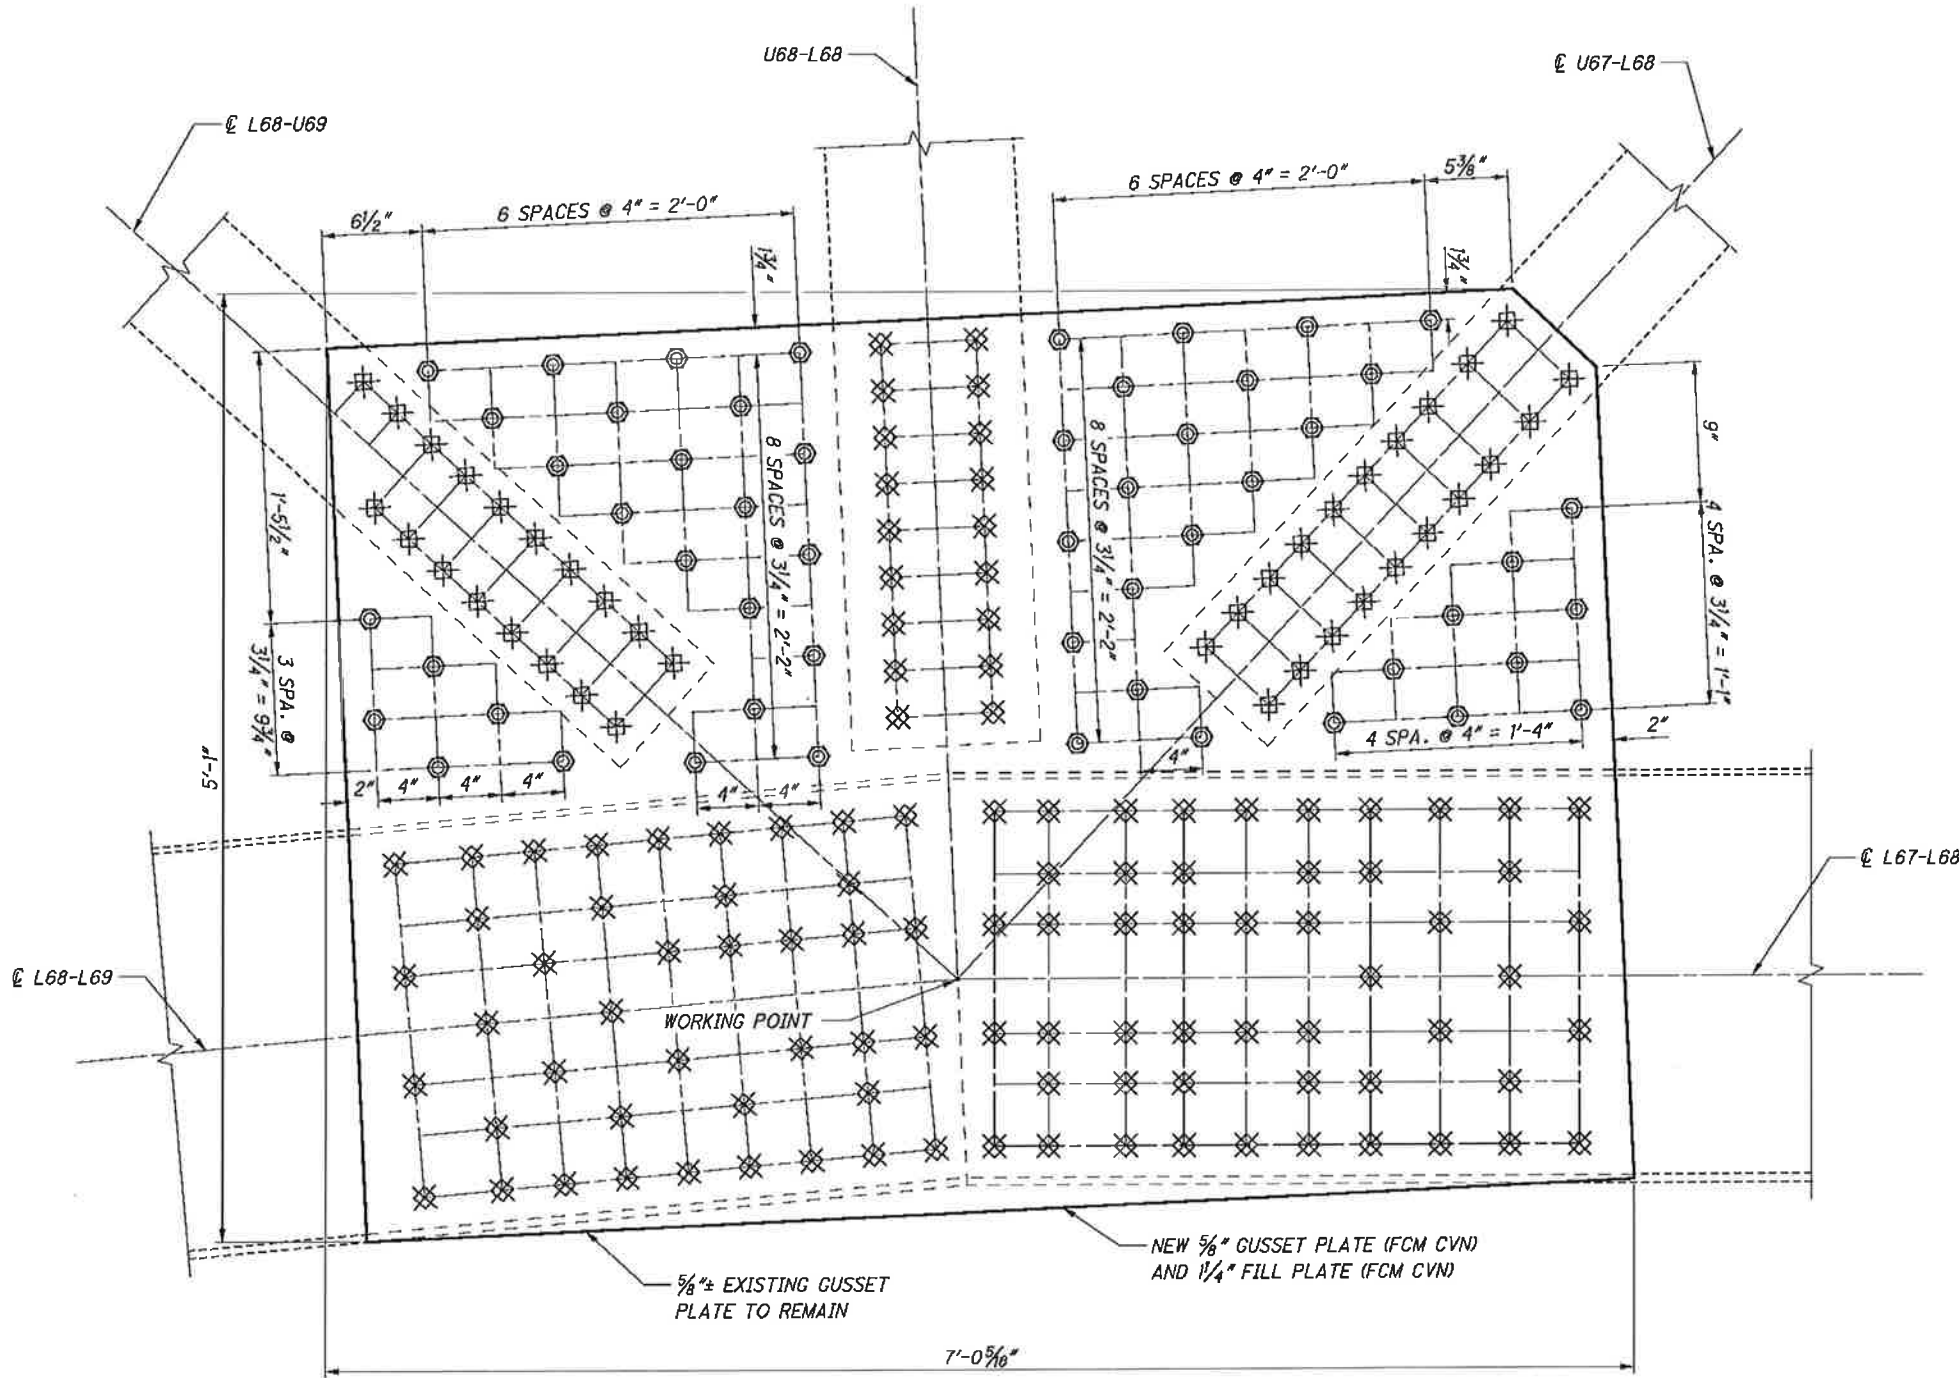 U68-L68
℄ U67-L68
℄ L68-U69
6 SPACES @ 4" = 2'-0"
5⅜"
6½"
6 SPACES @ 4" = 2'-0"
1¾"
1¾"
9"
8 SPACES @ 3¼" = 2'-2"
8 SPACES @ 3¼" = 2'-2"
1'-5½"
4 SPA. @ 3¼" = 1'-1"
3 SPA. @
3¼" = 9¾"
4 SPA. @ 4" = 1'-4"
2"
4"
5'-1"
2"
4"
4"
4"
4"
4"
℄ L67-L68
℄ L68-L69
WORKING POINT
NEW ⅝" GUSSET PLATE (FCM CVN)
AND 1¼" FILL PLATE (FCM CVN)
⅝"± EXISTING GUSSET
PLATE TO REMAIN
7'-0 5/16"